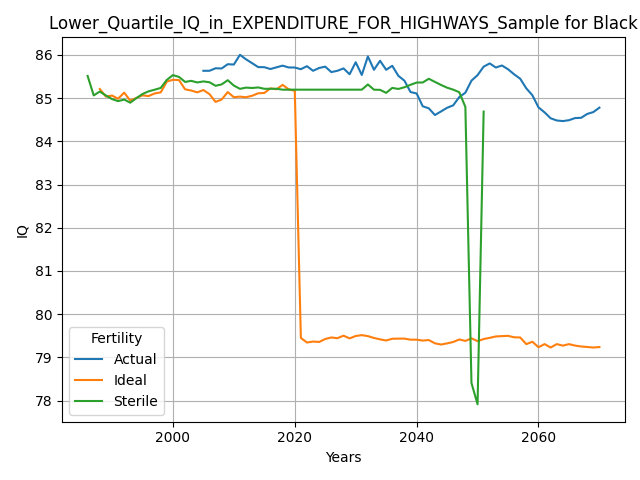 Lower_Quartile_IQ_in_EXPENDITURE_FOR_HIGHWAYS_Sample for Black
86
85
84
83
82
81
80
79
78
IQ
Fertility
Actual
Ideal
Sterile
2000 2020 2040 2060
Years